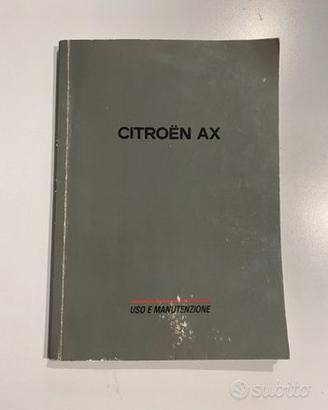 CITROËN AX
USO E MANUTENZIONE
subito